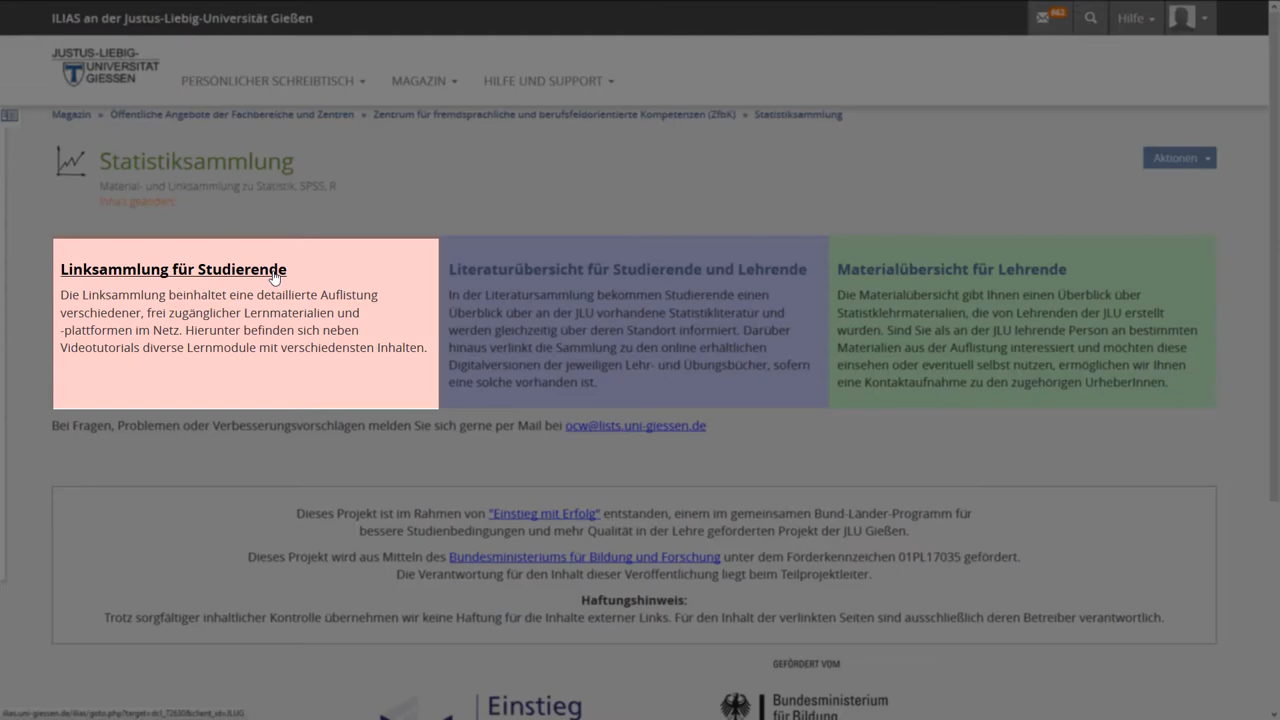 ILIAS an der Justus-Liebig-Universität Gießen
662
Hilfe
JUSTUS-LIEBIG-
UNIVERSITÄT
GIESSEN
PERSÖNLICHER SCHREIBTISCH
MAGAZIN
HILFE UND SUPPORT
Magazin » Öffentliche Angebote der Fachbereiche und Zentren » Zentrum für fremdsprachliche und berufsfeldorientierte Kompetenzen (ZfbK) » Statistiksammlung
Statistiksammlung
Aktionen
Material- und Linksammlung zu Statistik, SPSS, R
Inhalt geändert
Linksammlung für Studierende
Die Linksammlung beinhaltet eine detaillierte Auflistung
verschiedener, frei zugänglicher Lernmaterialien und
-plattformen im Netz. Hierunter befinden sich neben
Videotutorials diverse Lernmodule mit verschiedensten Inhalten.
Literaturübersicht für Studierende und Lehrende
In der Literatursammlung bekommen Studierende einen
Überblick über an der JLU vorhandene Statistikliteratur und
werden gleichzeitig über deren Standort informiert. Darüber
hinaus verlinkt die Sammlung zu den online erhältlichen
Digitalversionen der jeweiligen Lehr- und Übungsbücher, sofern
eine solche vorhanden ist.
Materialübersicht für Lehrende
Die Materialübersicht gibt Ihnen einen Überblick über
Statistiklehrmaterialien, die von Lehrenden der JLU erstellt
wurden. Sind Sie als an der JLU lehrende Person an bestimmten
Materialien aus der Auflistung interessiert und möchten diese
einsehen oder eventuell selbst nutzen, ermöglichen wir Ihnen
eine Kontaktaufnahme zu den zugehörigen UrheberInnen.
Bei Fragen, Problemen oder Verbesserungsvorschlägen melden Sie sich gerne per Mail bei ocw@lists.uni-giessen.de
Dieses Projekt ist im Rahmen von "Einstieg mit Erfolg" entstanden, einem im gemeinsamen Bund-Länder-Programm für
bessere Studienbedingungen und mehr Qualität in der Lehre geförderten Projekt der JLU Gießen.
Dieses Projekt wird aus Mitteln des Bundesministeriums für Bildung und Forschung unter dem Förderkennzeichen 01PL17035 gefördert.
Die Verantwortung für den Inhalt dieser Veröffentlichung liegt beim Teilprojektleiter.
Haftungshinweis:
Trotz sorgfältiger inhaltlicher Kontrolle übernehmen wir keine Haftung für die Inhalte externer Links. Für den Inhalt der verlinkten Seiten sind ausschließlich deren Betreiber verantwortlich.
GEFÖRDERT VOM
Einstieg
Bundesministerium
für Bildung